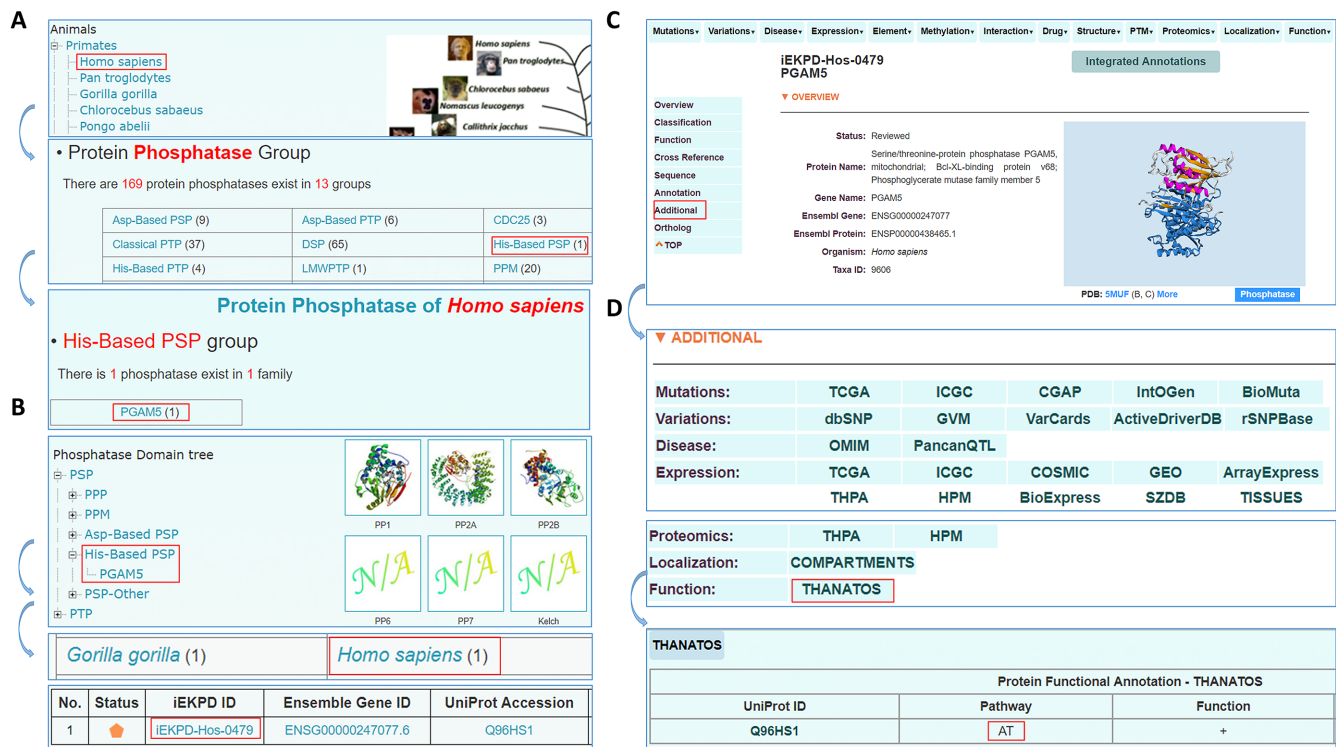 A
Animals
Primates
Homo sapiens
Pan troglodytes
Gorilla gorilla
Chlorocebus sabaeus
Pongo abelii
Homo sapiens
Pan troglodytes
Chlorocebus sabaeus
Nomascus leucogenys
Callithrix jacchus
• Protein Phosphatase Group
There are 169 protein phosphatases exist in 13 groups
Asp-Based PSP (9) Asp-Based PTP (6) CDC25 (3)
Classical PTP (37) DSP (65) His-Based PSP (1)
His-Based PTP (4) LMWPTP (1) PPM (20)
Protein Phosphatase of Homo sapiens
• His-Based PSP group
There is 1 phosphatase exist in 1 family
PGAM5 (1)
B
Phosphatase Domain tree
PSP
PPP
PPM
Asp-Based PSP
His-Based PSP
PGAM5
PSP-Other
PTP
PP1 PP2A PP2B
N/A N/A N/A
PP6 PP7 Kelch
Gorilla gorilla (1) Homo sapiens (1)
No. Status iEKPD ID Ensemble Gene ID UniProt Accession
1 iEKPD-Hos-0479 ENSG00000247077.6 Q96HS1
C
Mutations▾ Variations▾ Disease▾ Expression▾ Element▾ Methylation▾ Interaction▾ Drug▾ Structure▾ PTM▾ Proteomics▾ Localization▾ Function▾
iEKPD-Hos-0479
PGAM5
Integrated Annotations
▼ OVERVIEW
Overview
Classification
Function
Cross Reference
Sequence
Annotation
Additional
Ortholog
TOP
Status: Reviewed
Protein Name: Serine/threonine-protein phosphatase PGAM5,
mitochondrial; Bcl-XL-binding protein v68;
Phosphoglycerate mutase family member 5
Gene Name: PGAM5
Ensembl Gene: ENSG00000247077
Ensembl Protein: ENSP00000438465.1
Organism: Homo sapiens
Taxa ID: 9606
PDB: 5MUF (B, C) More
Phosphatase
D
▼ ADDITIONAL
Mutations: TCGA ICGC CGAP IntOGen BioMuta
Variations: dbSNP GVM VarCards ActiveDriverDB rSNPBase
Disease: OMIM PancanQTL
Expression: TCGA ICGC COSMIC GEO ArrayExpress
THPA HPM BioExpress SZDB TISSUES
Proteomics: THPA HPM
Localization: COMPARTMENTS
Function: THANATOS
THANATOS
Protein Functional Annotation - THANATOS
UniProt ID Pathway Function
Q96HS1 AT +